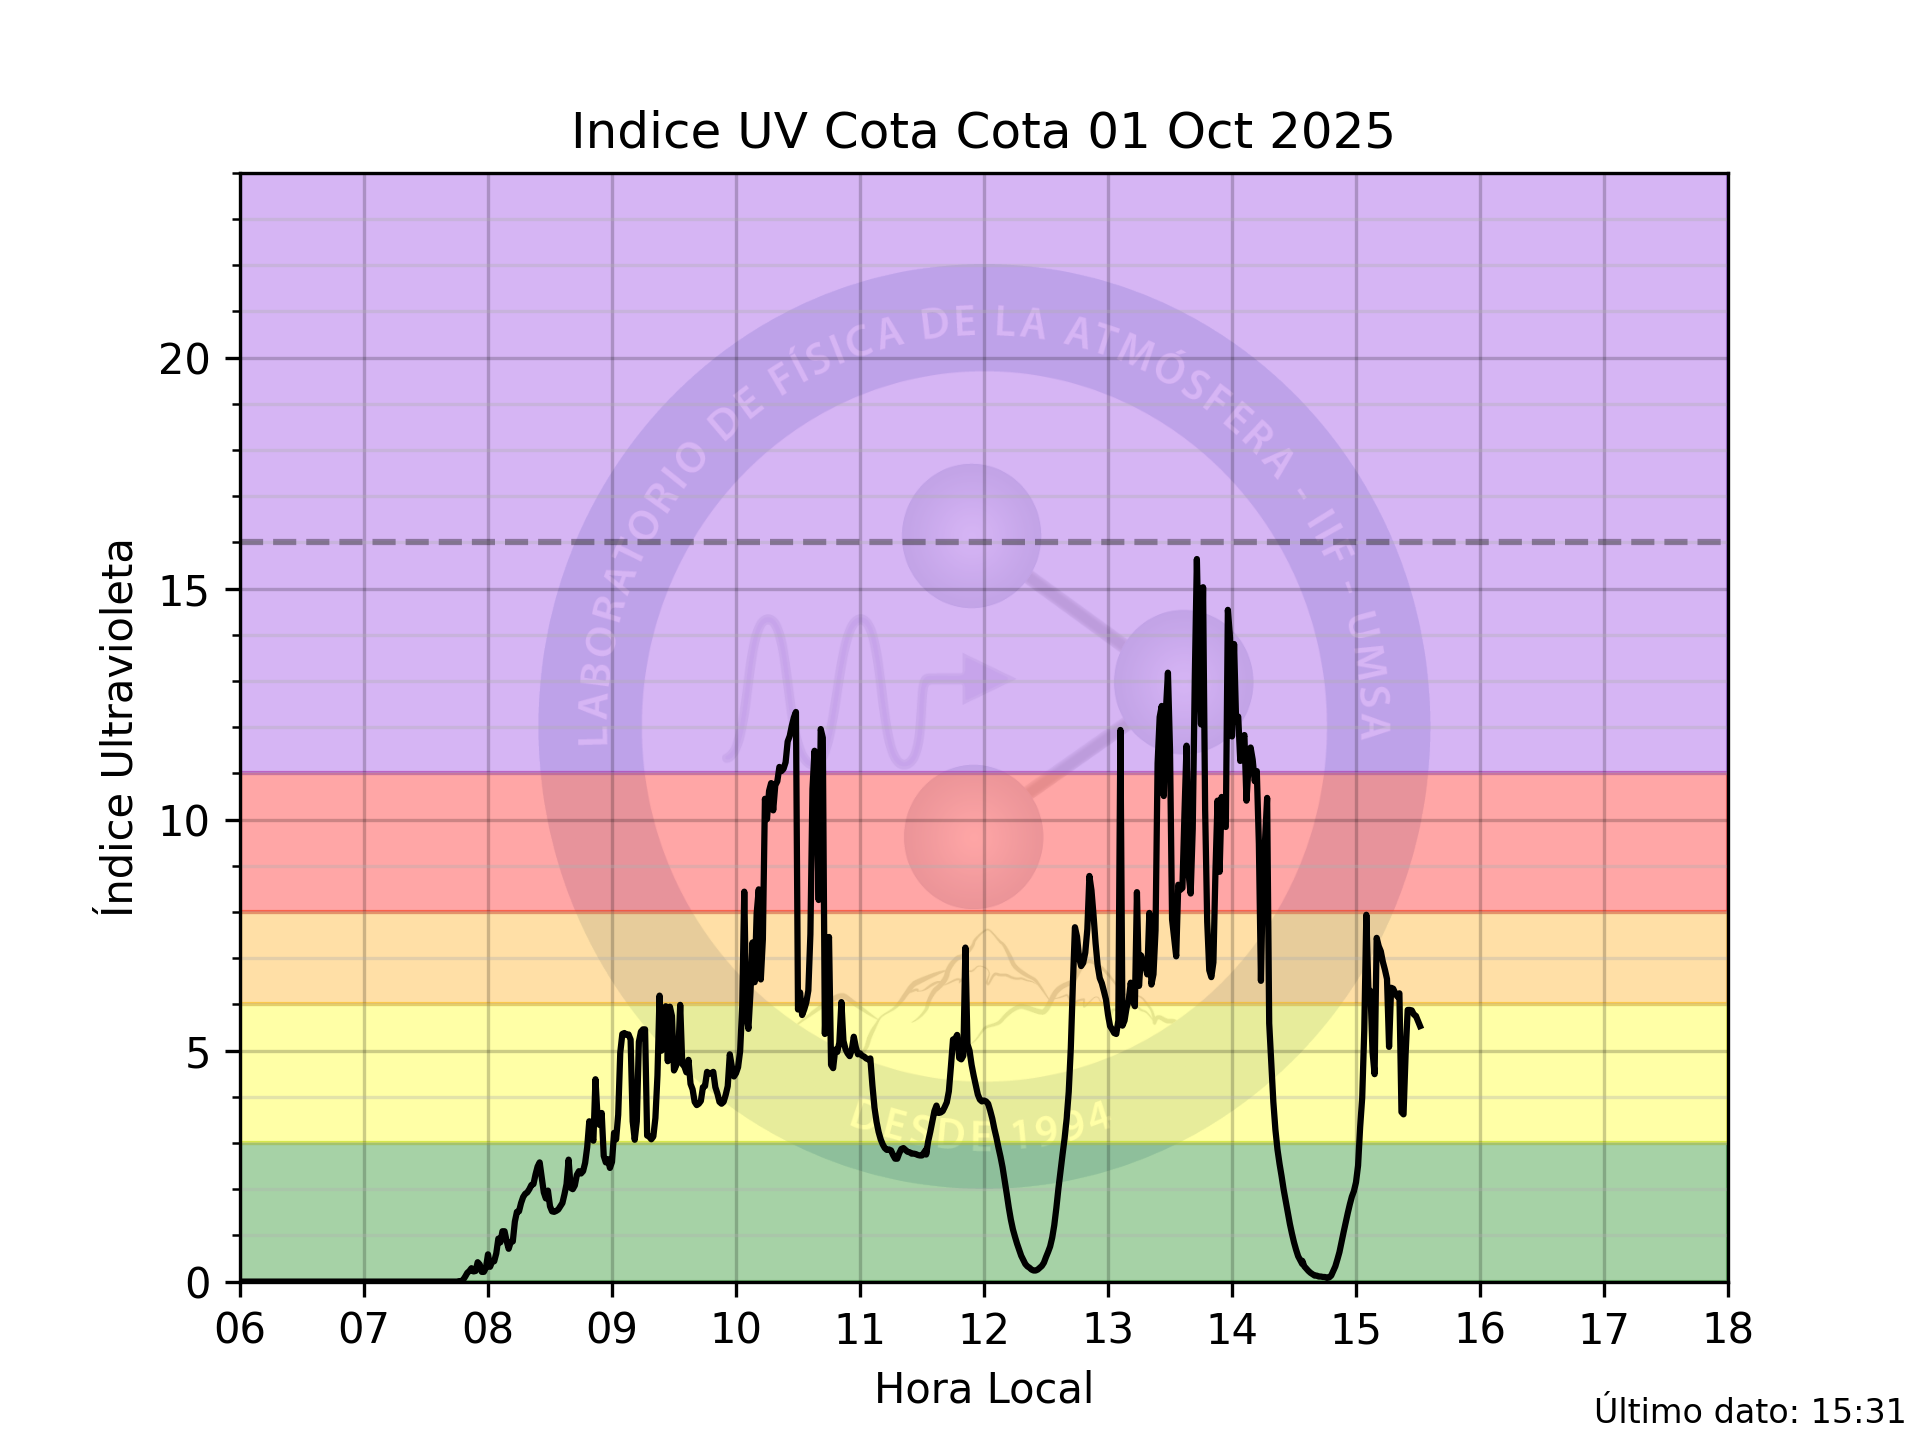 Indice UV Cota Cota 01 Oct 2025
LABORATORIO DE FÍSICA DE LA ATMÓSFERA - IIF - UMSA
DESDE 1994
Índice Ultravioleta
20
15
10
5
0
06 07 08 09 10 11 12 13 14 15 16 17 18
Hora Local
Último dato: 15:31